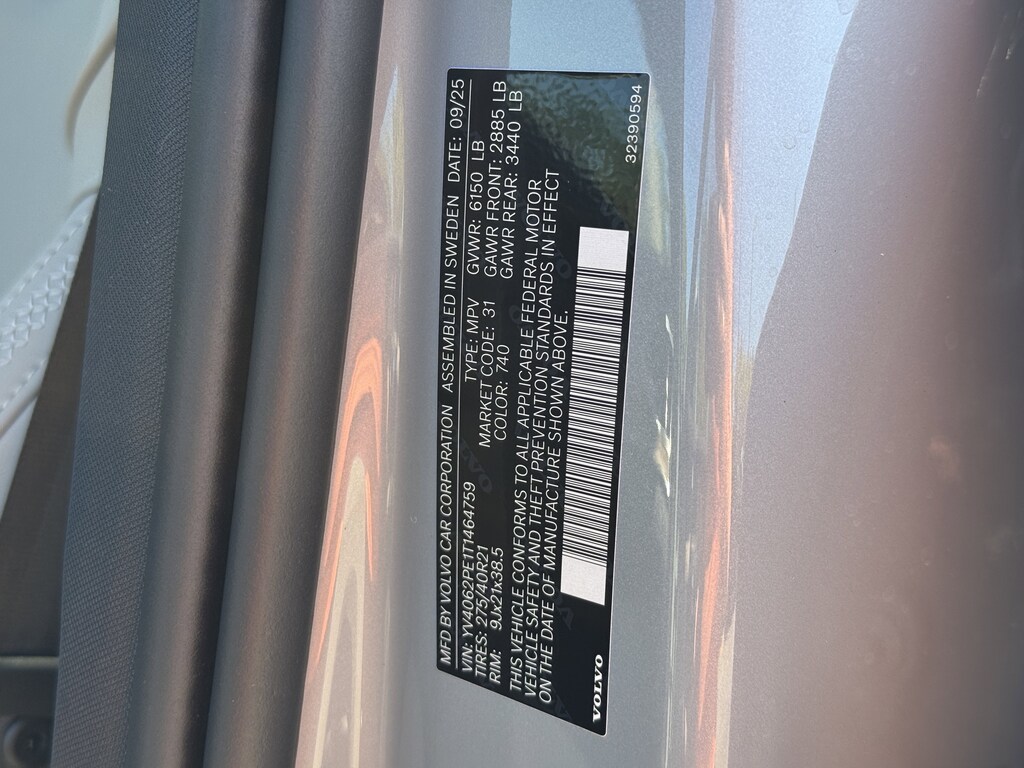 MFD BY VOLVO CAR CORPORATION ASSEMBLED IN SWEDEN DATE: 09/25
VIN: YV4062PE1T1464759 TYPE: MPV GVWR: 6150 LB
TIRES: 275/40R21 MARKET CODE: 31 GAWR FRONT: 2885 LB
RIM: 9Jx21x38.5 COLOR: 740 GAWR REAR: 3440 LB
THIS VEHICLE CONFORMS TO ALL APPLICABLE FEDERAL MOTOR
VEHICLE SAFETY AND THEFT PREVENTION STANDARDS IN EFFECT
ON THE DATE OF MANUFACTURE SHOWN ABOVE.
VOLVO 32390594